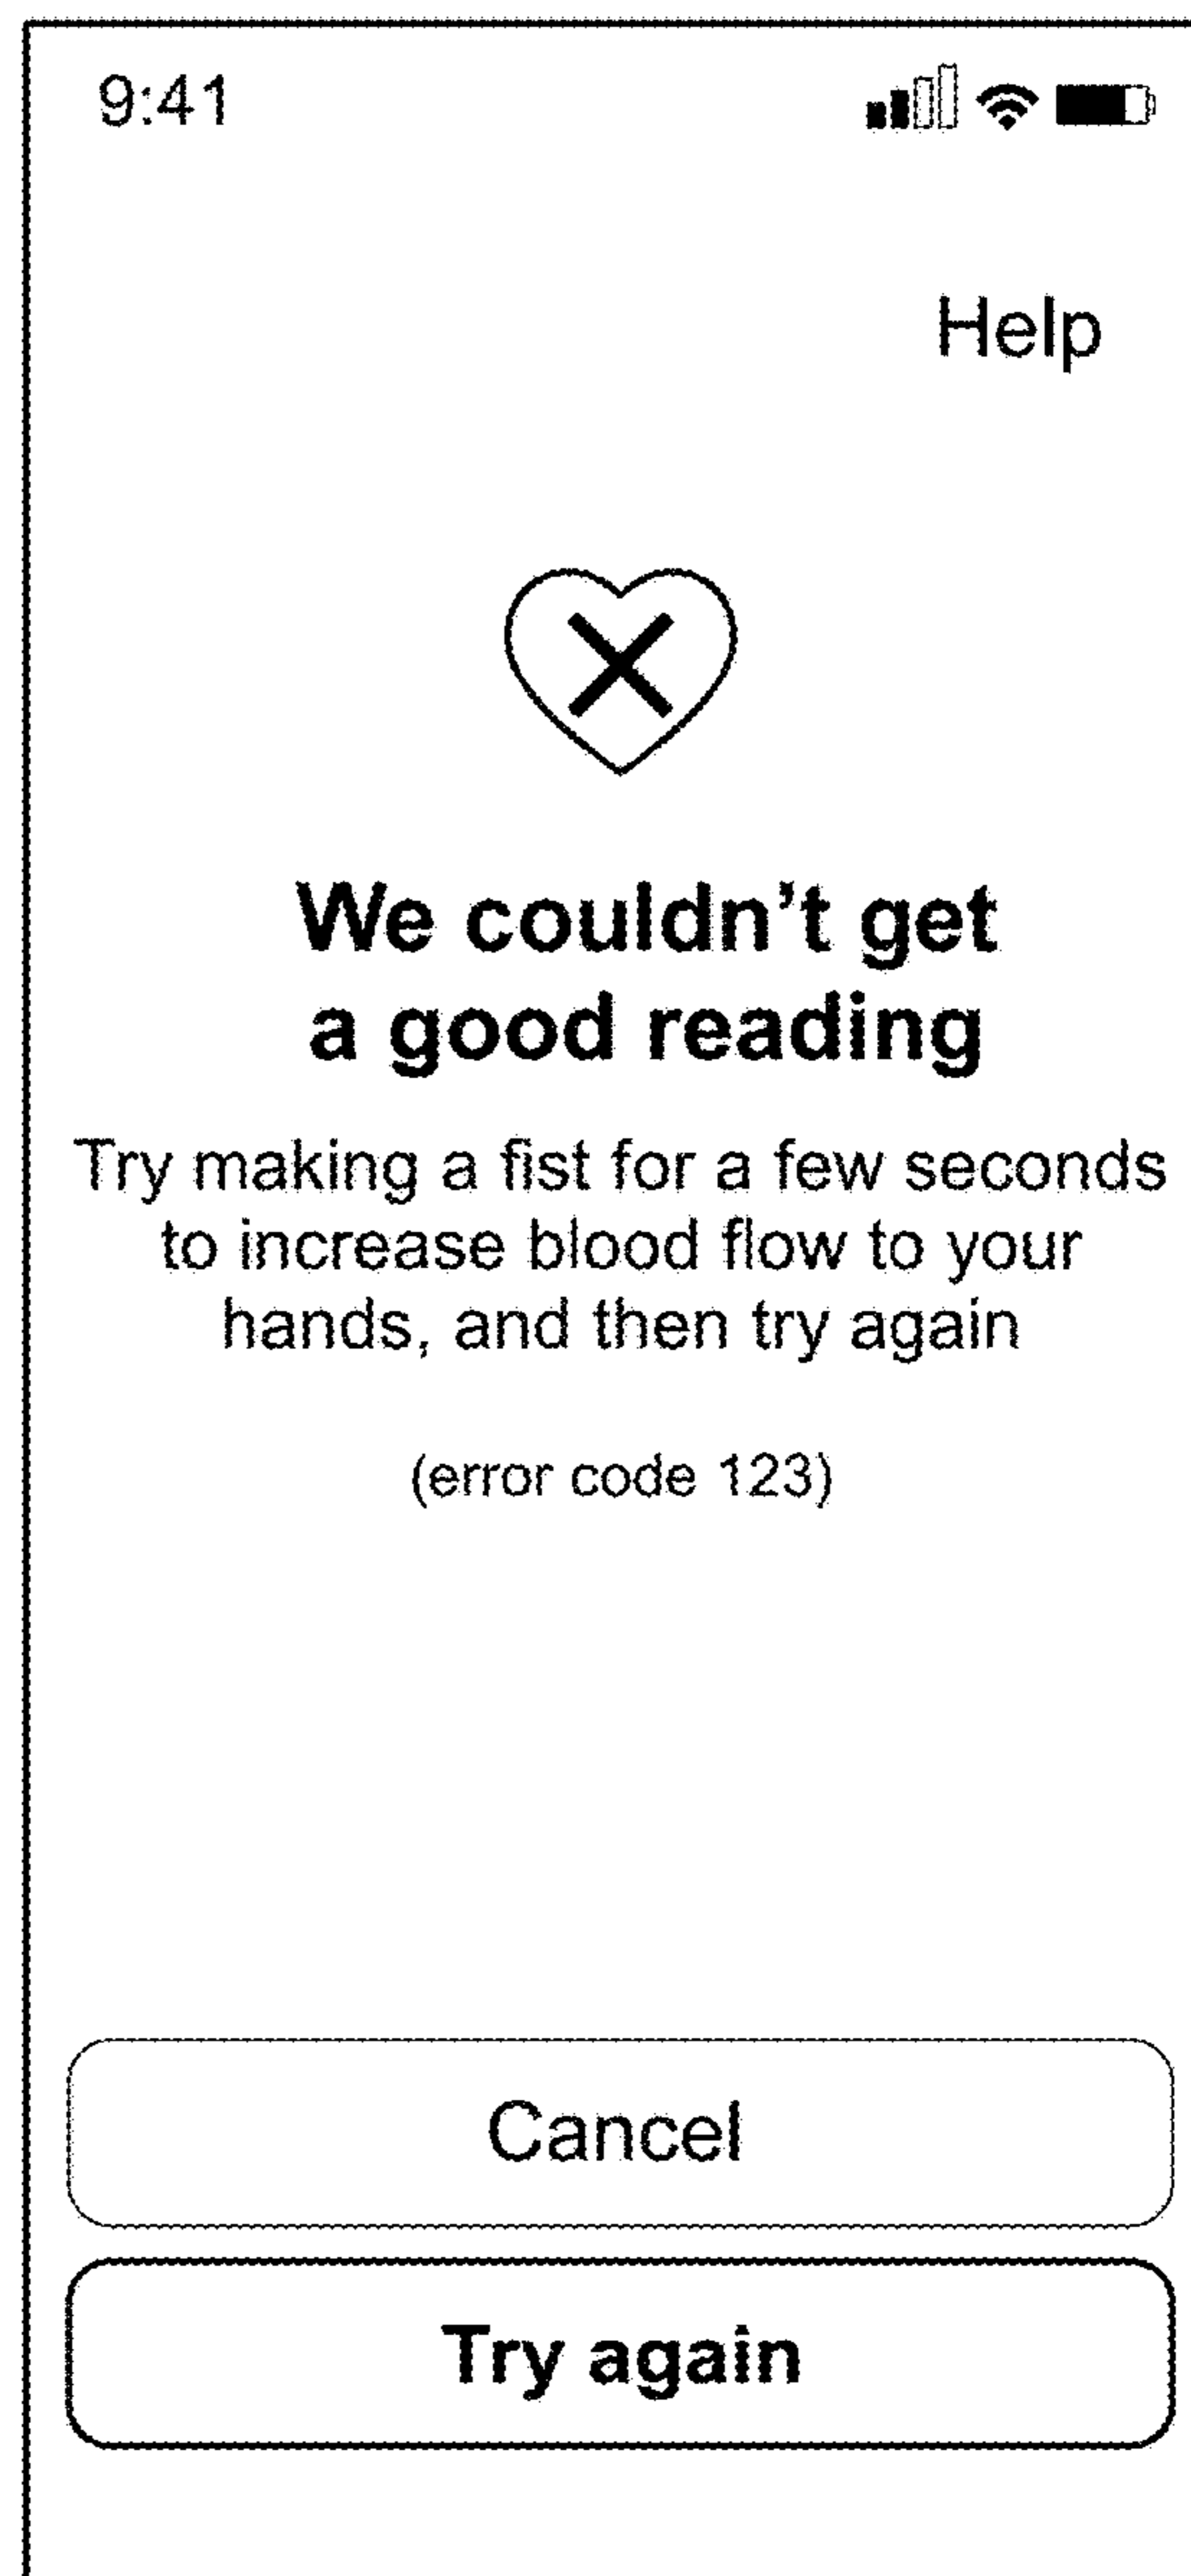 9:41
Help
We couldn’t get
a good reading
Try making a fist for a few seconds
to increase blood flow to your
hands, and then try again
(error code 123)
Cancel
Try again